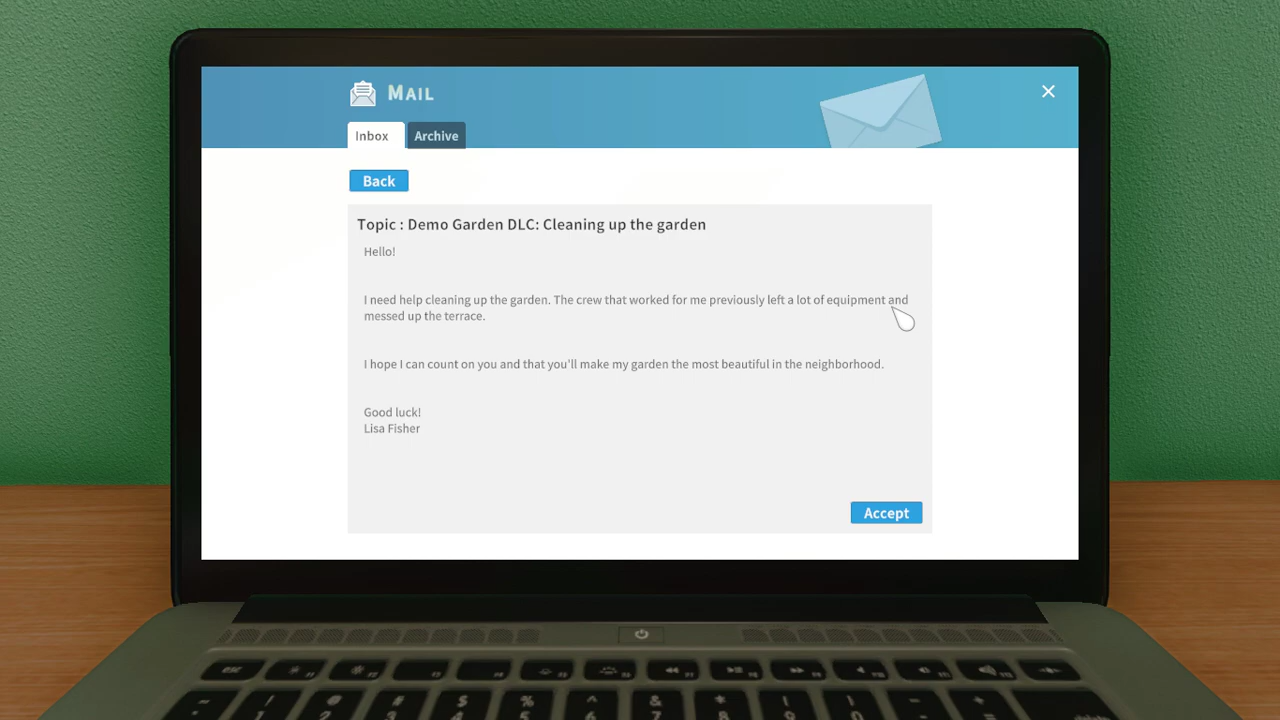 MAIL
Inbox
Archive
Back
Topic : Demo Garden DLC: Cleaning up the garden
Hello!
I need help cleaning up the garden. The crew that worked for me previously left a lot of equipment and
messed up the terrace.
I hope I can count on you and that you'll make my garden the most beautiful in the neighborhood.
Good luck!
Lisa Fisher
Accept
esc